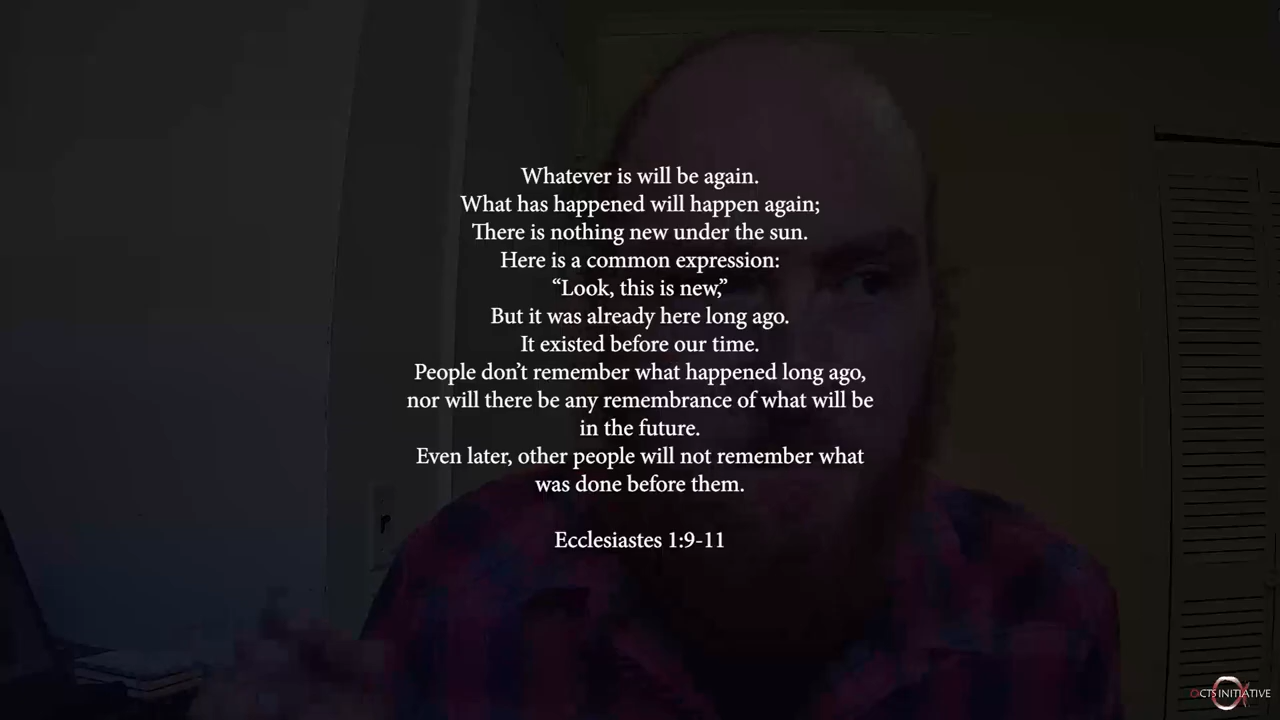 Whatever is will be again.
What has happened will happen again;
There is nothing new under the sun.
Here is a common expression:
“Look, this is new,”
But it was already here long ago.
It existed before our time.
People don’t remember what happened long ago,
nor will there be any remembrance of what will be
in the future.
Even later, other people will not remember what
was done before them.
Ecclesiastes 1:9-11
OCTS INITIATIVE